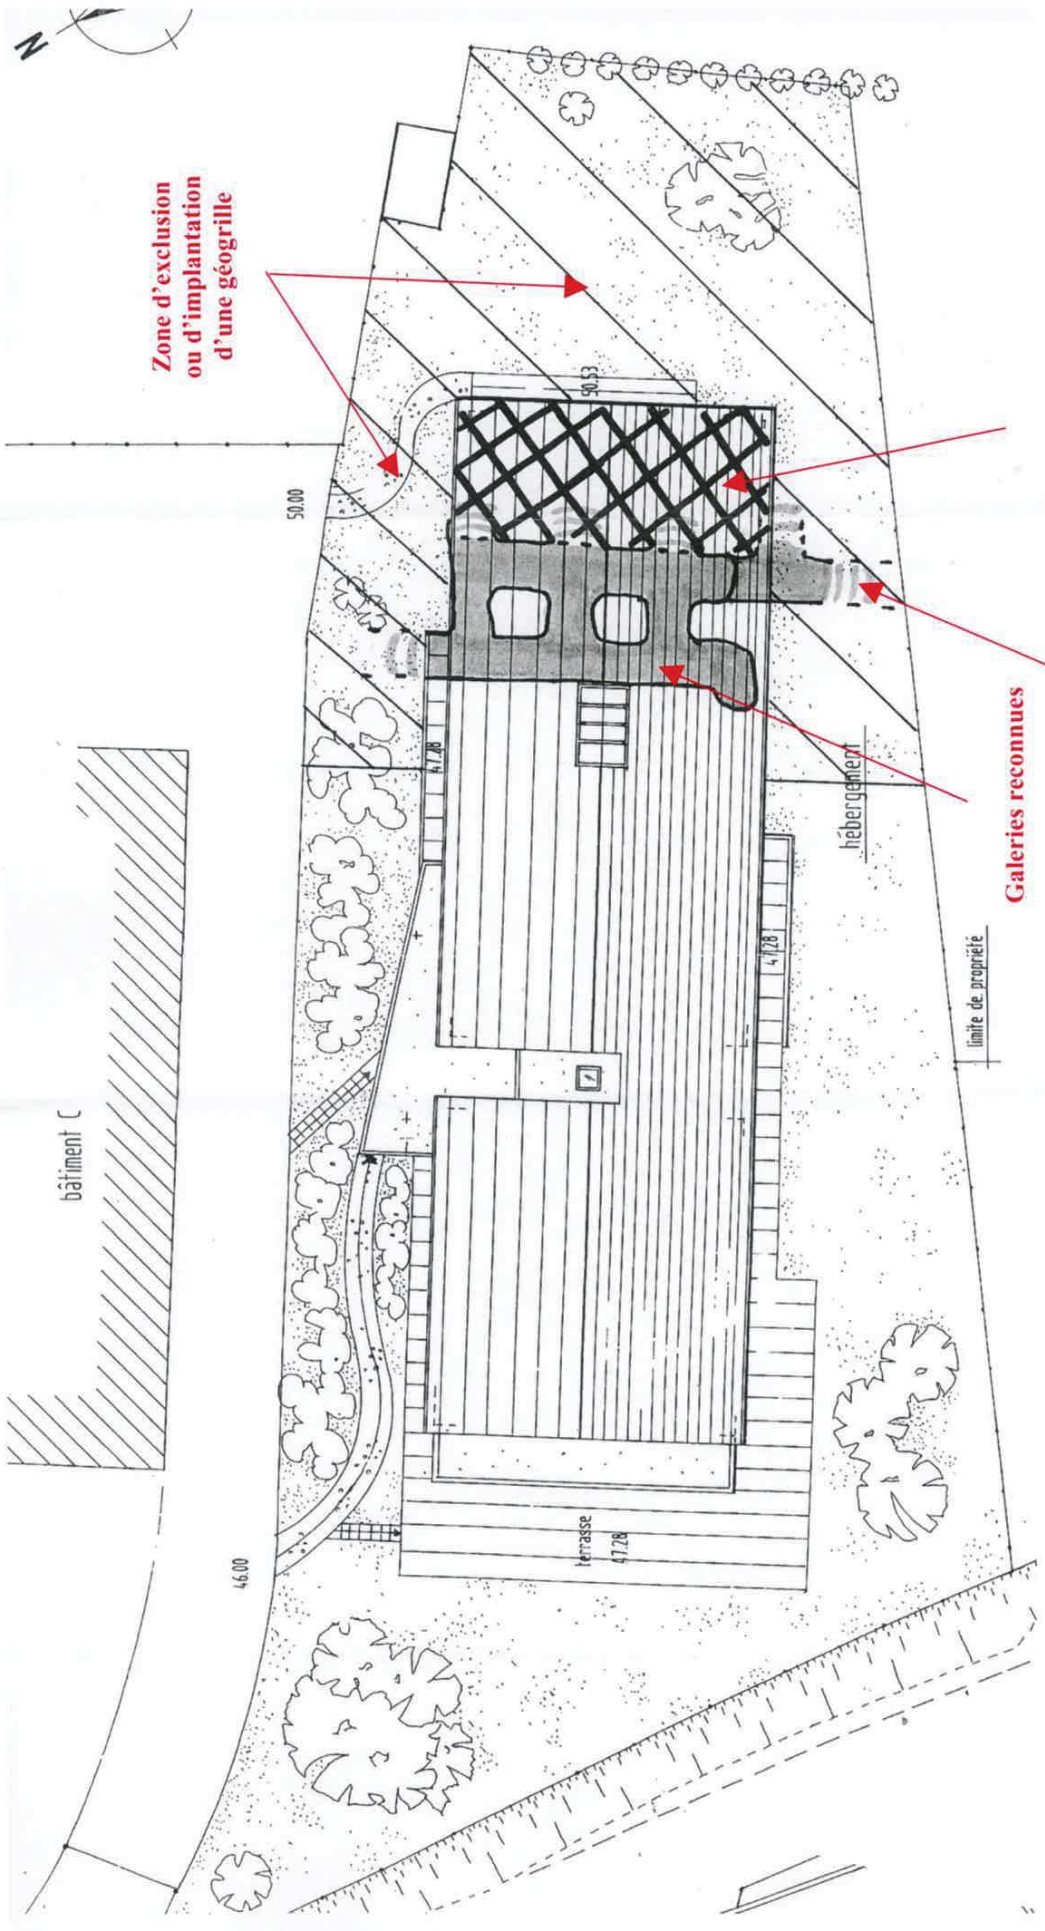 N
Zone d'exclusion
ou d'implantation
d'une géogrille
50.53
50.00
47.28
hébergement
Galeries reconnues
47.28
limite de propriété
bâtiment C
terrasse
47.28
46.00